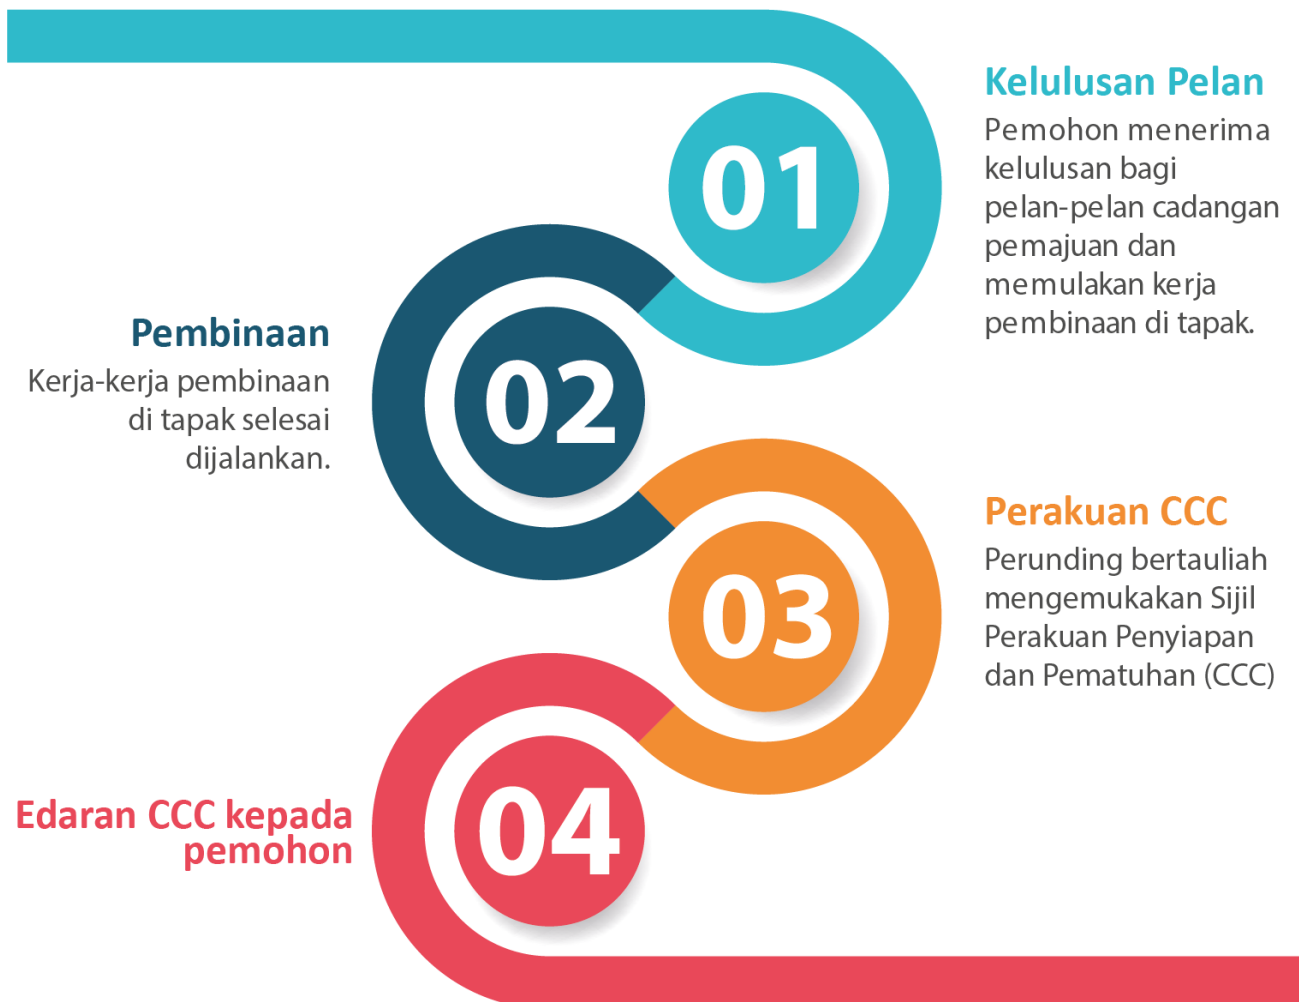 01
Kelulusan Pelan
Pemohon menerima
kelulusan bagi
pelan-pelan cadangan
pemajuan dan
memulakan kerja
pembinaan di tapak.
02
Pembinaan
Kerja-kerja pembinaan
di tapak selesai
dijalankan.
03
Perakuan CCC
Perunding bertauliah
mengemukakan Sijil
Perakuan Penyiapan
dan Pematuhan (CCC)
04
Edaran CCC kepada
pemohon